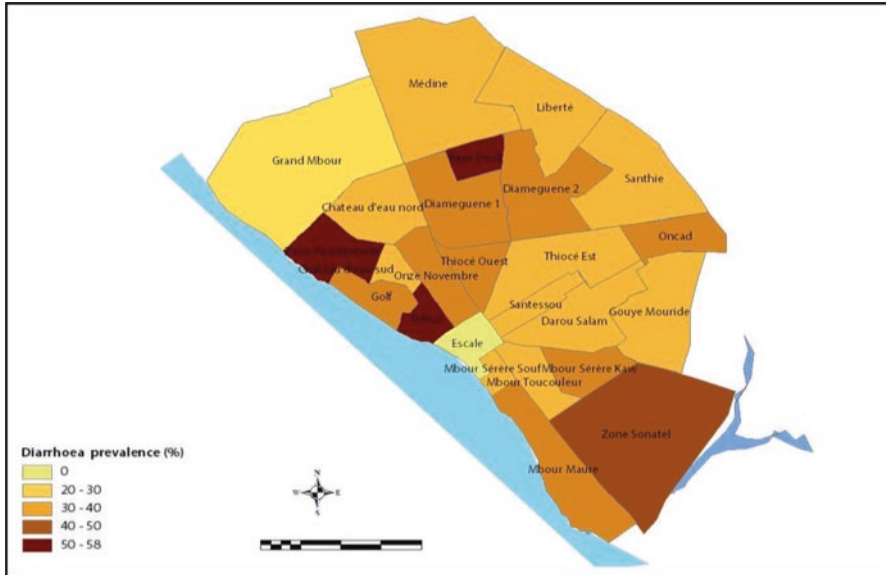 Médine
Liberté
Grand Mbour
Diameguene 2
Santhie
Chateau d'eau nord
Diameguene 1
Oncad
Thiocé Ouest
Thiocé Est
Onze Novembre
Golf
Santessou
Gouye Mouride
Darou Salam
Escale
Mbour Sérère Souf
Mbour Sérère Kaw
Mbour Toucouleur
Zone Sonatel
Mbour Maure
Diarrhoea prevalence (%)
0
20 - 30
30 - 40
40 - 50
50 - 58
N
W E
S